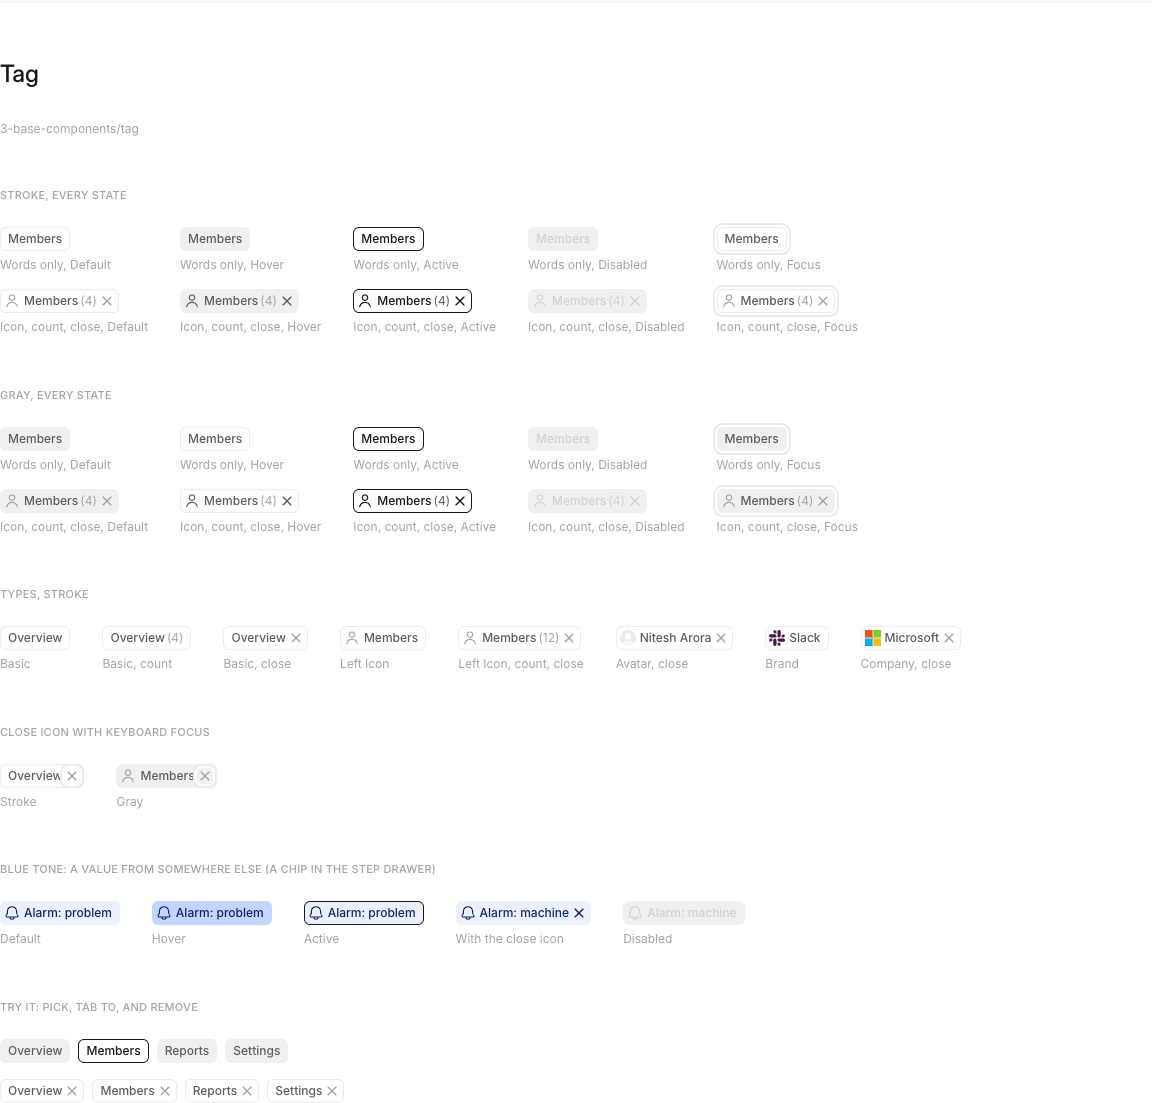 Tag
3-base-components/tag
STROKE, EVERY STATE
Members Members Members Members Members
Words only, Default Words only, Hover Words only, Active Words only, Disabled Words only, Focus
Members (4) Members (4) Members (4) Members (4) Members (4)
Icon, count, close, Default Icon, count, close, Hover Icon, count, close, Active Icon, count, close, Disabled Icon, count, close, Focus
GRAY, EVERY STATE
Members Members Members Members Members
Words only, Default Words only, Hover Words only, Active Words only, Disabled Words only, Focus
Members (4) Members (4) Members (4) Members (4) Members (4)
Icon, count, close, Default Icon, count, close, Hover Icon, count, close, Active Icon, count, close, Disabled Icon, count, close, Focus
TYPES, STROKE
Overview Overview (4) Overview Members Members (12) Nitesh Arora Slack Microsoft
Basic Basic, count Basic, close Left Icon Left Icon, count, close Avatar, close Brand Company, close
CLOSE ICON WITH KEYBOARD FOCUS
Overview Members
Stroke Gray
BLUE TONE: A VALUE FROM SOMEWHERE ELSE (A CHIP IN THE STEP DRAWER)
Alarm: problem Alarm: problem Alarm: problem Alarm: machine Alarm: machine
Default Hover Active With the close icon Disabled
TRY IT: PICK, TAB TO, AND REMOVE
Overview Members Reports Settings
Overview Members Reports Settings